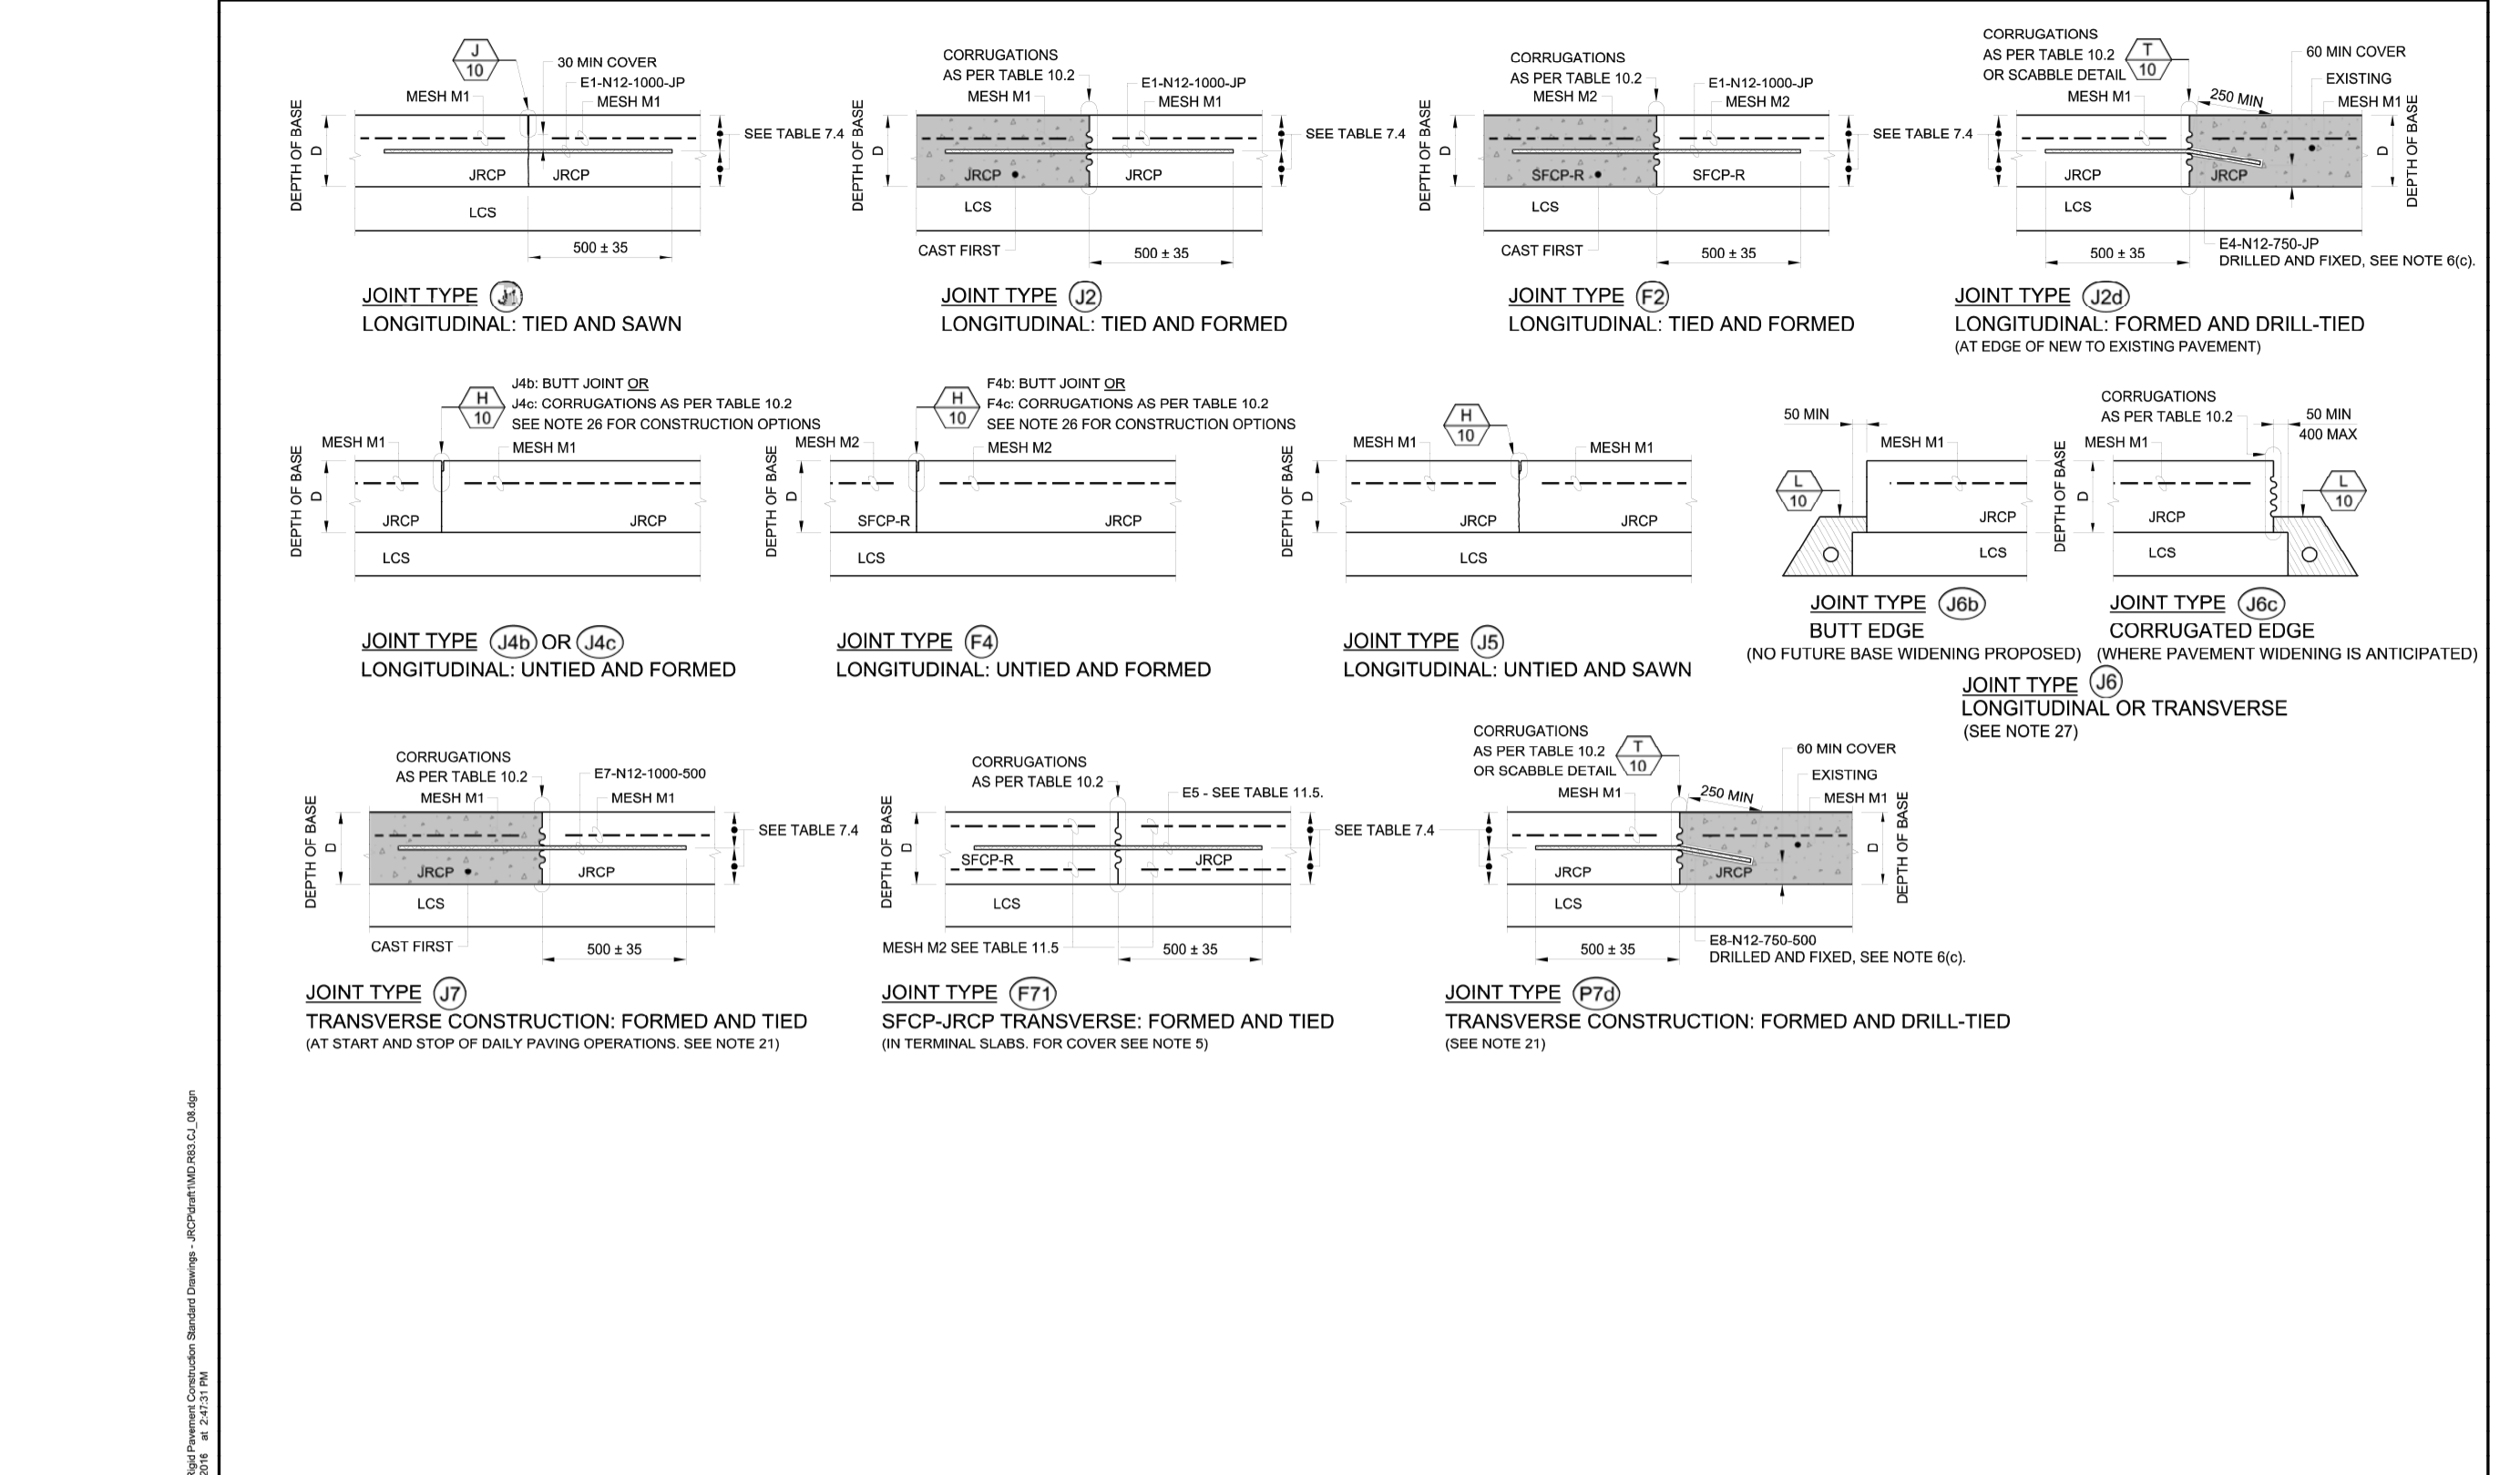 J
10
30 MIN COVER
E1-N12-1000-JP
MESH M1
MESH M1
DEPTH OF BASE
D
SEE TABLE 7.4
JRCP
JRCP
LCS
500 ± 35
JOINT TYPE
LONGITUDINAL: TIED AND SAWN
CORRUGATIONS
AS PER TABLE 10.2
E1-N12-1000-JP
MESH M1
MESH M1
DEPTH OF BASE
D
SEE TABLE 7.4
JRCP
JRCP
LCS
CAST FIRST
500 ± 35
JOINT TYPE J2
LONGITUDINAL: TIED AND FORMED
CORRUGATIONS
AS PER TABLE 10.2
E1-N12-1000-JP
MESH M2
MESH M2
DEPTH OF BASE
D
SEE TABLE 7.4
SFCP-R
SFCP-R
LCS
CAST FIRST
500 ± 35
JOINT TYPE F2
LONGITUDINAL: TIED AND FORMED
CORRUGATIONS
AS PER TABLE 10.2
OR SCABBLE DETAIL
T
10
60 MIN COVER
EXISTING
MESH M1
250 MIN
MESH M1
D
DEPTH OF BASE
JRCP
JRCP
LCS
500 ± 35
E4-N12-750-JP
DRILLED AND FIXED, SEE NOTE 6(c).
JOINT TYPE J2d
LONGITUDINAL: FORMED AND DRILL-TIED
(AT EDGE OF NEW TO EXISTING PAVEMENT)
H
10
J4b: BUTT JOINT OR
J4c: CORRUGATIONS AS PER TABLE 10.2
SEE NOTE 26 FOR CONSTRUCTION OPTIONS
MESH M1
MESH M1
DEPTH OF BASE
D
JRCP
JRCP
LCS
JOINT TYPE J4b OR J4c
LONGITUDINAL: UNTIED AND FORMED
H
10
F4b: BUTT JOINT OR
F4c: CORRUGATIONS AS PER TABLE 10.2
SEE NOTE 26 FOR CONSTRUCTION OPTIONS
MESH M2
MESH M2
DEPTH OF BASE
D
SFCP-R
JRCP
LCS
JOINT TYPE F4
LONGITUDINAL: UNTIED AND FORMED
H
10
MESH M1
MESH M1
DEPTH OF BASE
D
JRCP
JRCP
LCS
JOINT TYPE J5
LONGITUDINAL: UNTIED AND SAWN
50 MIN
MESH M1
L
10
JRCP
LCS
JOINT TYPE J6b
BUTT EDGE
(NO FUTURE BASE WIDENING PROPOSED)
CORRUGATIONS
AS PER TABLE 10.2
50 MIN
400 MAX
MESH M1
DEPTH OF BASE
D
L
10
JRCP
LCS
JOINT TYPE J6c
CORRUGATED EDGE
(WHERE PAVEMENT WIDENING IS ANTICIPATED)
JOINT TYPE J6
LONGITUDINAL OR TRANSVERSE
(SEE NOTE 27)
CORRUGATIONS
AS PER TABLE 10.2
E7-N12-1000-500
MESH M1
MESH M1
DEPTH OF BASE
D
SEE TABLE 7.4
JRCP
JRCP
LCS
CAST FIRST
500 ± 35
JOINT TYPE J7
TRANSVERSE CONSTRUCTION: FORMED AND TIED
(AT START AND STOP OF DAILY PAVING OPERATIONS. SEE NOTE 21)
CORRUGATIONS
AS PER TABLE 10.2
E5 - SEE TABLE 11.5.
DEPTH OF BASE
D
SEE TABLE 7.4
SFCP-R
JRCP
LCS
MESH M2 SEE TABLE 11.5
500 ± 35
JOINT TYPE F71
SFCP-JRCP TRANSVERSE: FORMED AND TIED
(IN TERMINAL SLABS. FOR COVER SEE NOTE 5)
CORRUGATIONS
AS PER TABLE 10.2
OR SCABBLE DETAIL
T
10
60 MIN COVER
EXISTING
MESH M1
250 MIN
MESH M1
D
DEPTH OF BASE
JRCP
JRCP
LCS
500 ± 35
E8-N12-750-500
DRILLED AND FIXED, SEE NOTE 6(c).
JOINT TYPE P7d
TRANSVERSE CONSTRUCTION: FORMED AND DRILL-TIED
(SEE NOTE 21)
Rigid Pavement Construction Standard Drawings - JRCP\draft1\MD.R83.CJ_08.dgn
2016 at 2:47:31 PM